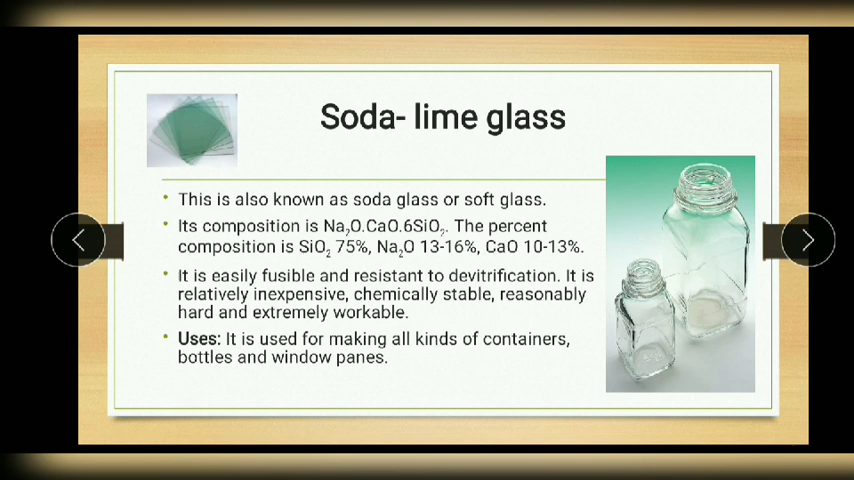 Soda- lime glass
• This is also known as soda glass or soft glass.
• Its composition is Na₂O.CaO.6SiO₂. The percent
composition is SiO₂ 75%, Na₂O 13-16%, CaO 10-13%.
• It is easily fusible and resistant to devitrification. It is
relatively inexpensive, chemically stable, reasonably
hard and extremely workable.
• Uses: It is used for making all kinds of containers,
bottles and window panes.